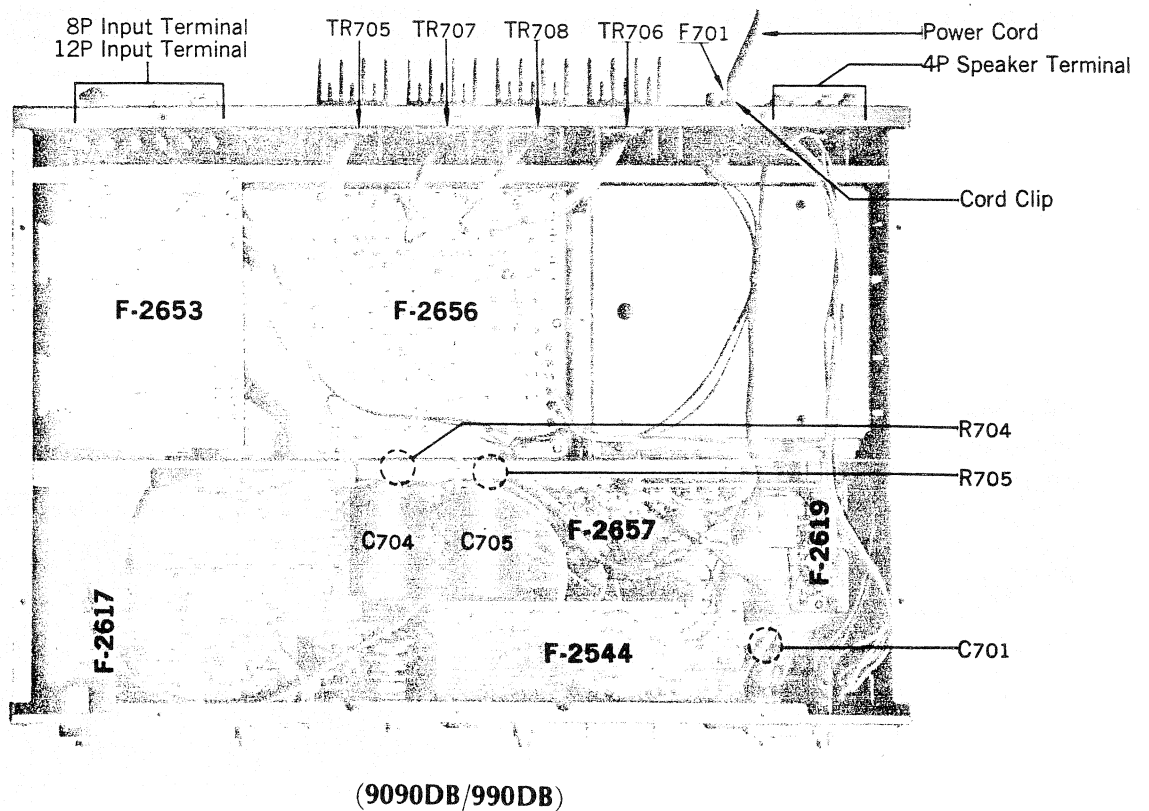 8P Input Terminal
12P Input Terminal
TR705
TR707
TR708
TR706
F701
Power Cord
4P Speaker Terminal
Cord Clip
F-2653
F-2656
R704
R705
C704
C705
F-2657
F-2619
F-2617
F-2544
C701
(9090DB/990DB)